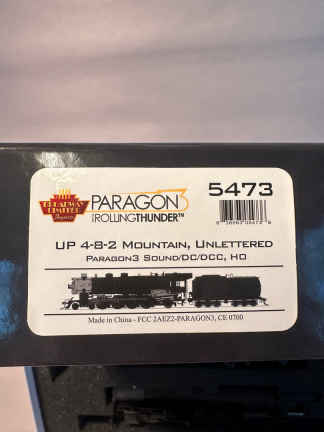 BROADWAY
LIMITED
Imports
PARAGON3
ROLLINGTHUNDER™
5473
UP 4-8-2 MOUNTAIN, UNLETTERED
PARAGON3 SOUND/DC/DCC, HO
Made in China - FCC 2AEZ2-PARAGON3, CE 0700